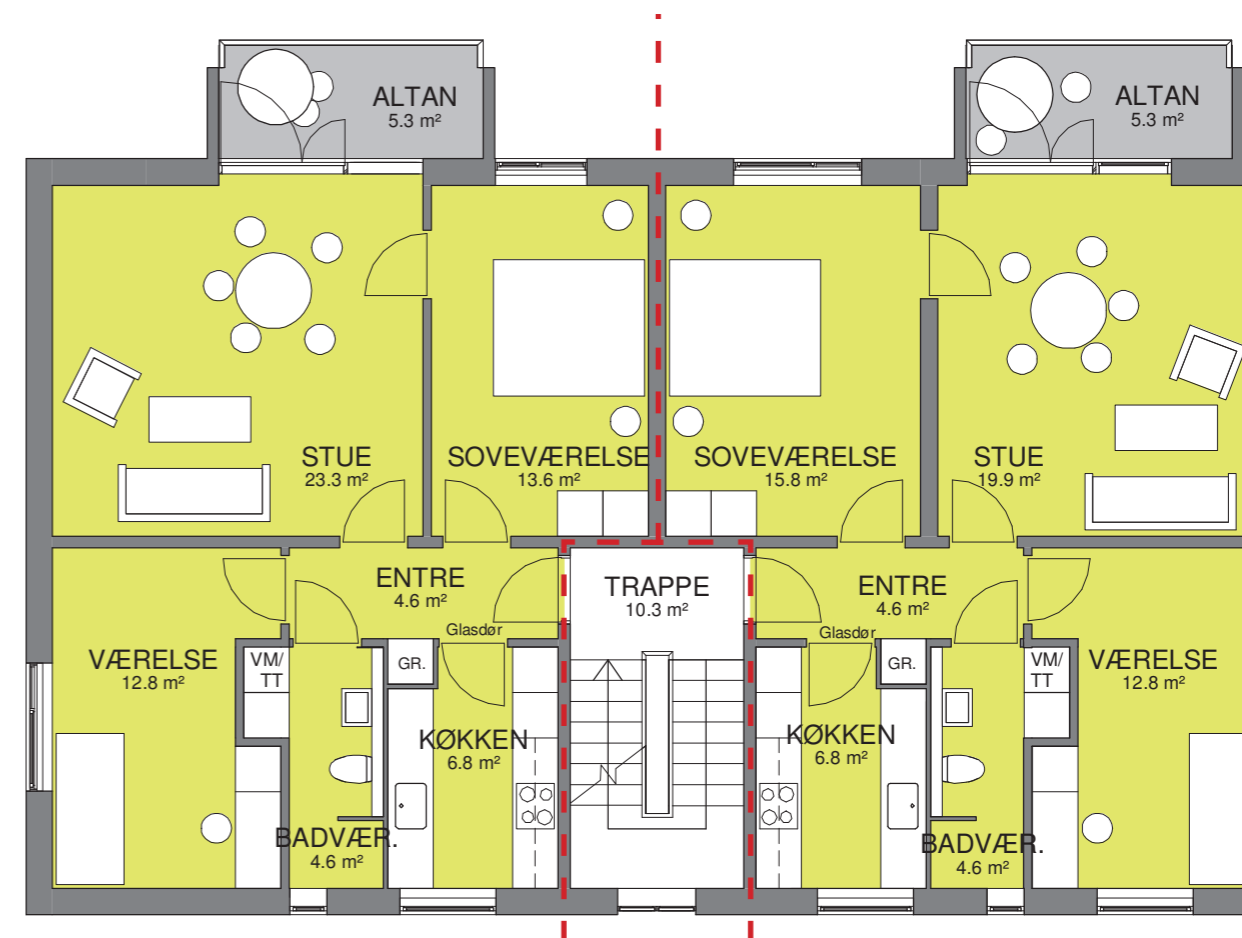 ALTAN
5.3 m²
ALTAN
5.3 m²
STUE
23.3 m²
SOVEVÆRELSE
13.6 m²
SOVEVÆRELSE
15.8 m²
STUE
19.9 m²
ENTRE
4.6 m²
TRAPPE
10.3 m²
ENTRE
4.6 m²
Glasdør
Glasdør
VÆRELSE
12.8 m²
VM/
TT
GR.
GR.
VM/
TT
VÆRELSE
12.8 m²
KØKKEN
6.8 m²
KØKKEN
6.8 m²
BADVÆR.
4.6 m²
BADVÆR.
4.6 m²